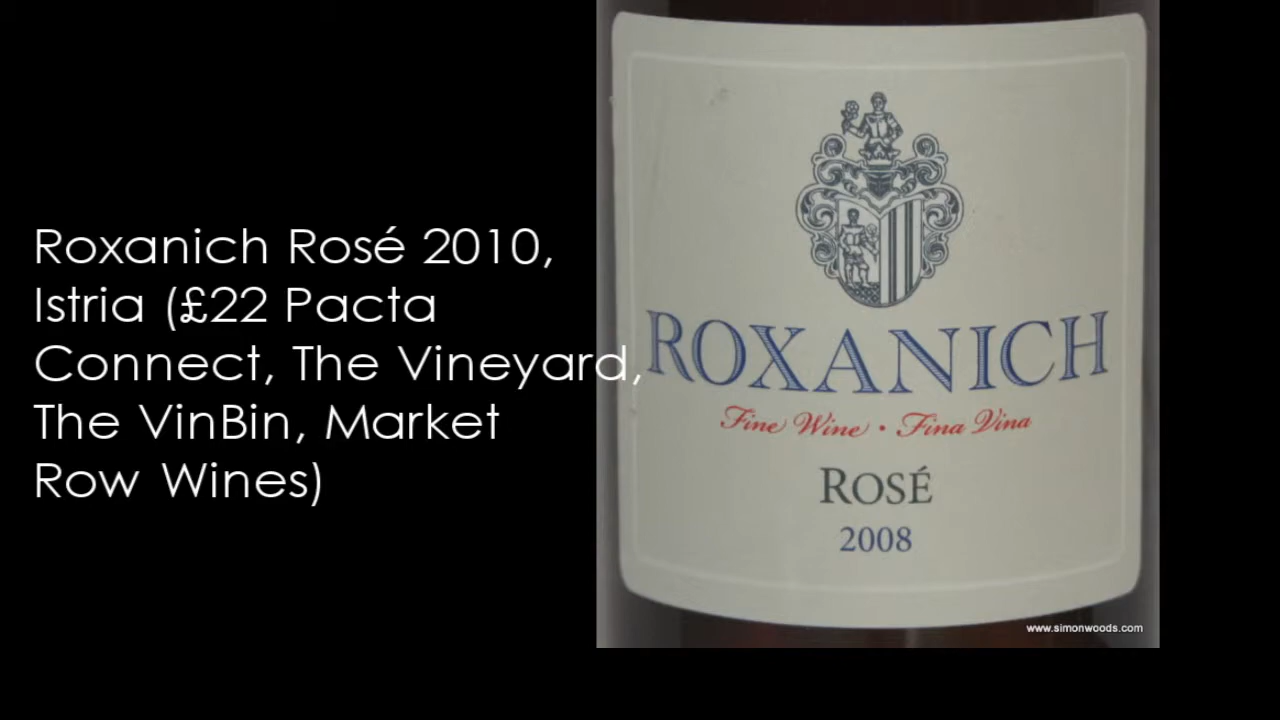 Roxanich Rosé 2010,
Istria (£22 Pacta
Connect, The Vineyard,
The VinBin, Market
Row Wines)
ROXANICH
Fine Wine • Fina Vina
ROSÉ
2008
www.simonwoods.com